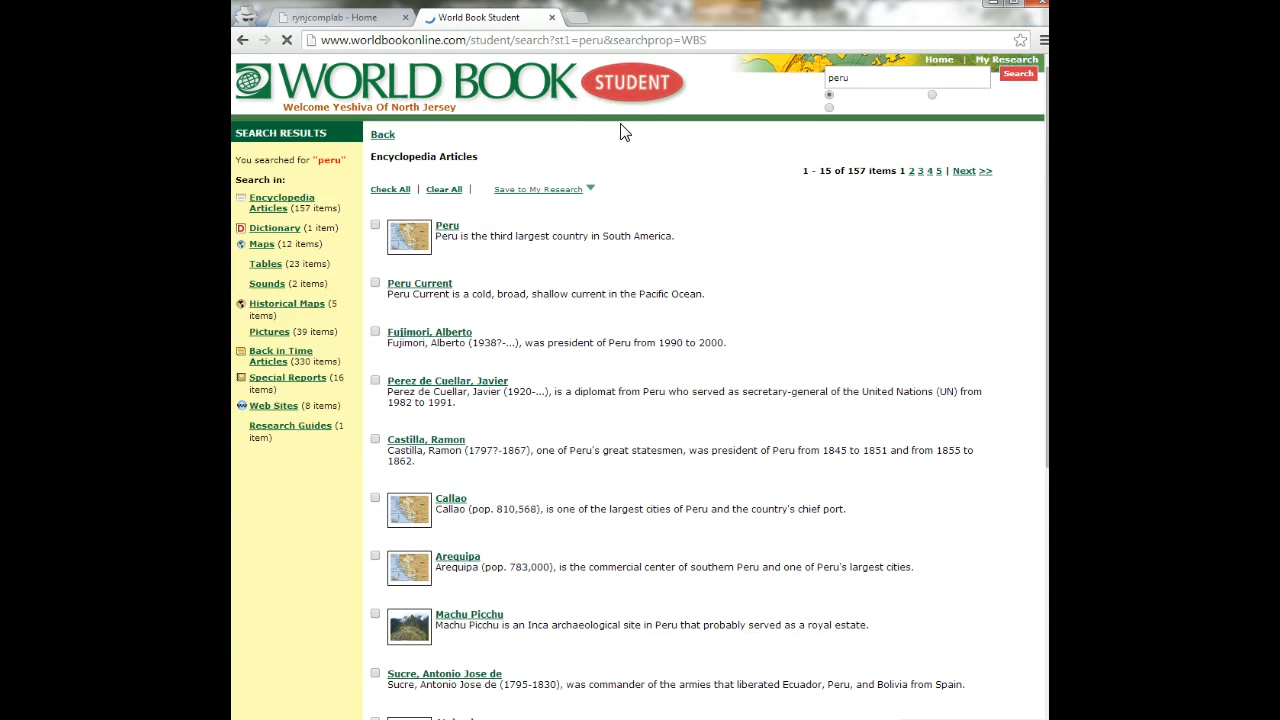 rynjcomplab - Home
World Book Student
www.worldbookonline.com/student/search?st1=peru&searchprop=WBS
Home | My Research
WORLD BOOK STUDENT
peru
Search
Welcome Yeshiva Of North Jersey
SEARCH RESULTS
You searched for "peru"
Search in:
Encyclopedia
Articles (157 items)
D Dictionary (1 item)
Maps (12 items)
Tables (23 items)
Sounds (2 items)
Historical Maps (5
items)
Pictures (39 items)
Back in Time
Articles (330 items)
Special Reports (16
items)
Web Sites (8 items)
Research Guides (1
item)
Back
Encyclopedia Articles
1 - 15 of 157 items 1 2 3 4 5 | Next >>
Check All | Clear All | Save to My Research
Peru
Peru is the third largest country in South America.
Peru Current
Peru Current is a cold, broad, shallow current in the Pacific Ocean.
Fujimori, Alberto
Fujimori, Alberto (1938?-...), was president of Peru from 1990 to 2000.
Perez de Cuellar, Javier
Perez de Cuellar, Javier (1920-...), is a diplomat from Peru who served as secretary-general of the United Nations (UN) from
1982 to 1991.
Castilla, Ramon
Castilla, Ramon (1797?-1867), one of Peru's great statesmen, was president of Peru from 1845 to 1851 and from 1855 to
1862.
Callao
Callao (pop. 810,568), is one of the largest cities of Peru and the country's chief port.
Arequipa
Arequipa (pop. 783,000), is the commercial center of southern Peru and one of Peru's largest cities.
Machu Picchu
Machu Picchu is an Inca archaeological site in Peru that probably served as a royal estate.
Sucre, Antonio Jose de
Sucre, Antonio Jose de (1795-1830), was commander of the armies that liberated Ecuador, Peru, and Bolivia from Spain.